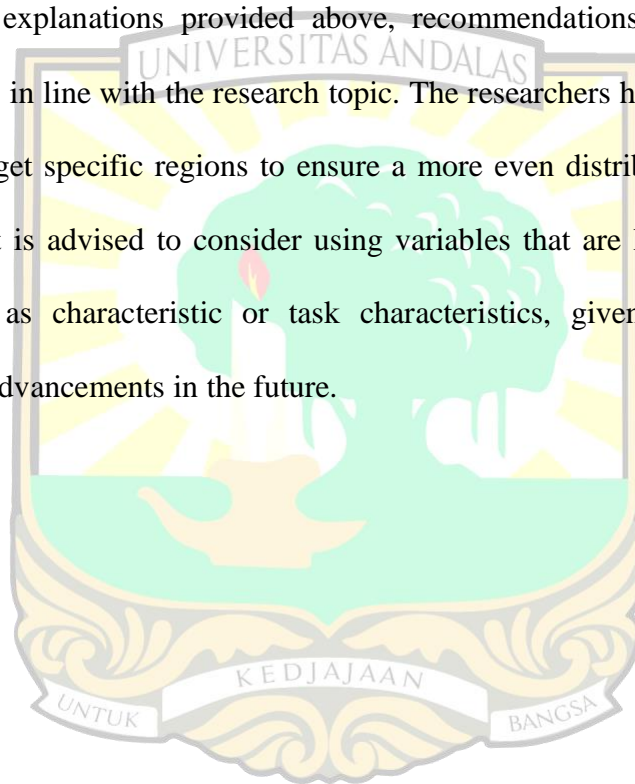 explanations provided above, recommendations
UNIVERSITAS ANDALAS
in line with the research topic. The researchers
get specific regions to ensure a more even
is advised to consider using variables that are
as characteristic or task characteristics, given
advancements in the future.
KEDJAJAAN
UNTUK BANGSA